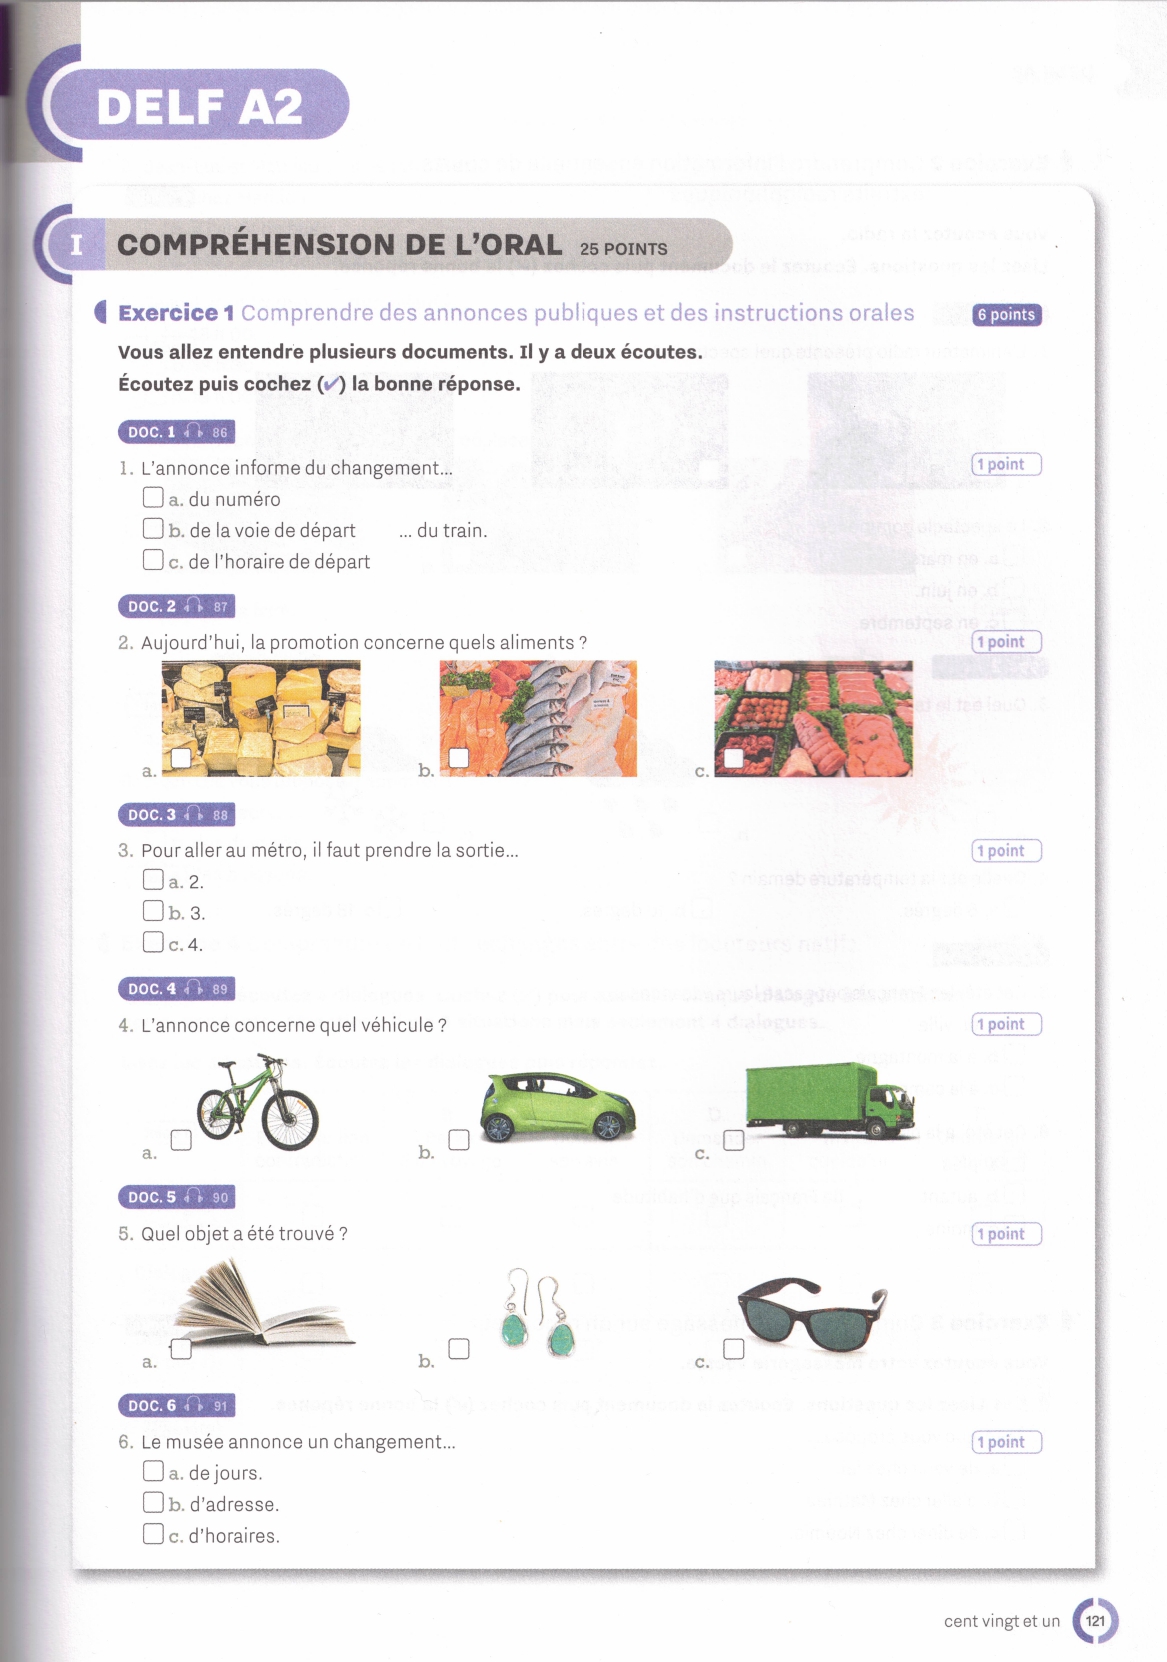 DELF A2
I COMPRÉHENSION DE L'ORAL 25 POINTS
Exercice 1 Comprendre des annonces publiques et des instructions orales 6 points
Vous allez entendre plusieurs documents. Il y a deux écoutes.
Écoutez puis cochez (✓) la bonne réponse.
DOC. 1 86
1. L'annonce informe du changement... 1 point
a. du numéro
b. de la voie de départ ... du train.
c. de l'horaire de départ
DOC. 2 87
2. Aujourd'hui, la promotion concerne quels aliments ? 1 point
a. b. c.
DOC. 3 88
3. Pour aller au métro, il faut prendre la sortie... 1 point
a. 2.
b. 3.
c. 4.
DOC. 4 89
4. L'annonce concerne quel véhicule ? 1 point
a. b. c.
DOC. 5 90
5. Quel objet a été trouvé ? 1 point
a. b. c.
DOC. 6 91
6. Le musée annonce un changement... 1 point
a. de jours.
b. d'adresse.
c. d'horaires.
cent vingt et un 121